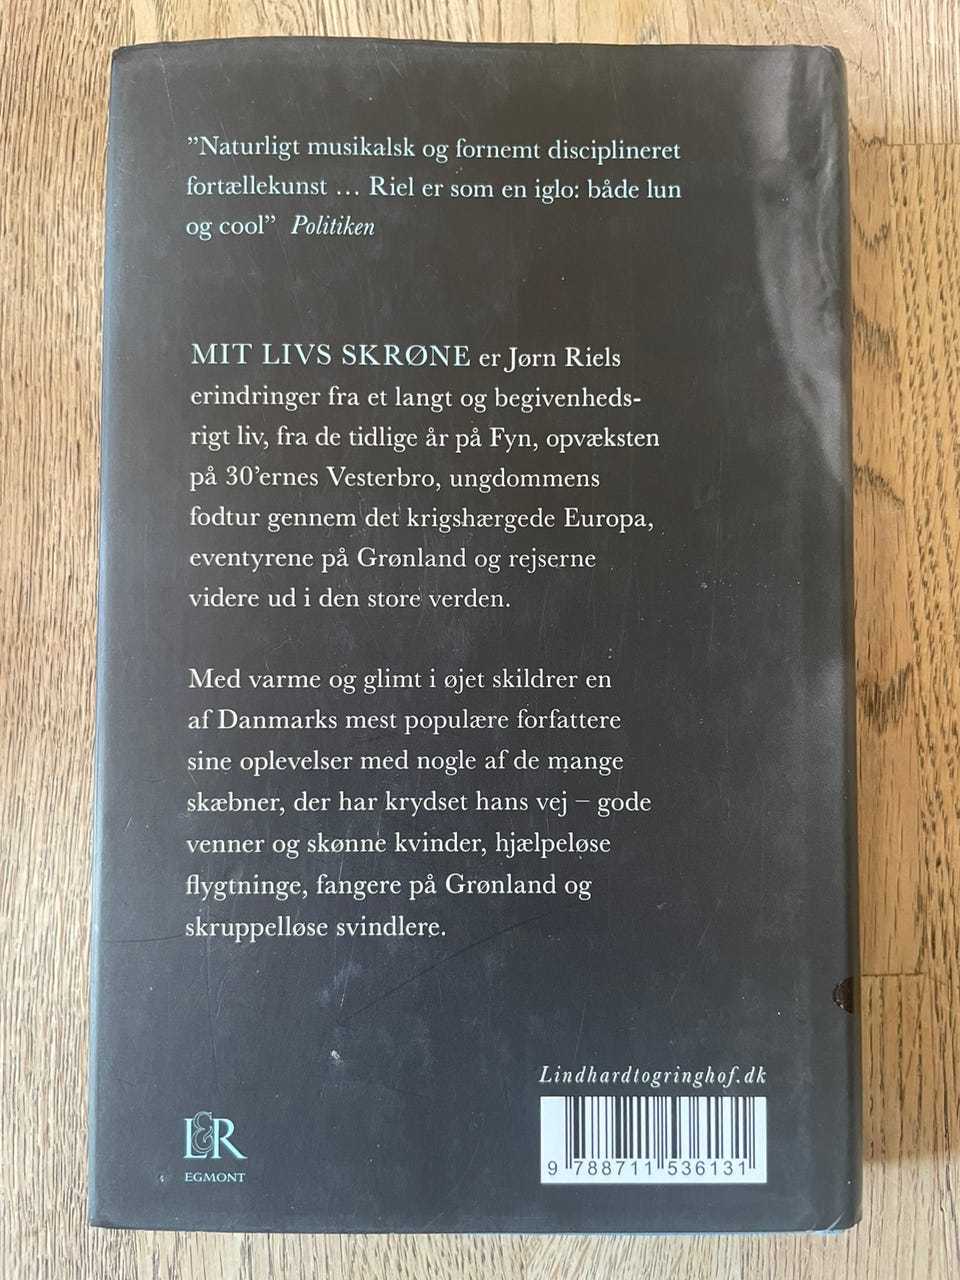 ”Naturligt musikalsk og fornemt disciplineret
fortællekunst … Riel er som en iglo: både lun
og cool” Politiken
MIT LIVS SKRØNE er Jørn Riels
erindringer fra et langt og begivenheds-
rigt liv, fra de tidlige år på Fyn, opvæksten
på 30’ernes Vesterbro, ungdommens
fodtur gennem det krigshærgede Europa,
eventyrene på Grønland og rejserne
videre ud i den store verden.
Med varme og glimt i øjet skildrer en
af Danmarks mest populære forfattere
sine oplevelser med nogle af de mange
skæbner, der har krydset hans vej – gode
venner og skønne kvinder, hjælpeløse
flygtninge, fangere på Grønland og
skruppelløse svindlere.
Lindhardtogringhof.dk
L&R
EGMONT
9 788711 536131